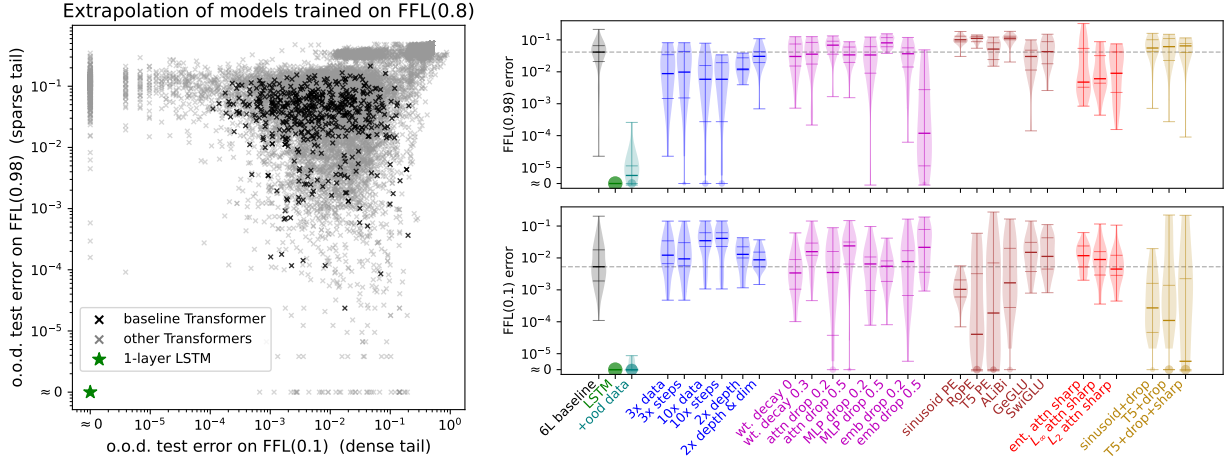 Extrapolation of models trained on FFL(0.8)
o.o.d. test error on FFL(0.98) (sparse tail)
10⁻¹
10⁻²
10⁻³
10⁻⁴
10⁻⁵
≈ 0
baseline Transformer
other Transformers
1-layer LSTM
≈ 0
10⁻⁵
10⁻⁴
10⁻³
10⁻²
10⁻¹
10⁰
o.o.d. test error on FFL(0.1) (dense tail)
FFL(0.98) error
10⁻¹
10⁻²
10⁻³
10⁻⁴
10⁻⁵
≈ 0
FFL(0.1) error
10⁻¹
10⁻²
10⁻³
10⁻⁴
10⁻⁵
≈ 0
6L baseline
LSTM
+ood data
3x data
3x steps
10x data
10x steps
2x depth
2x depth & dim
wt. decay 0
wt. decay 0.3
attn drop 0.2
attn drop 0.5
MLP drop 0.2
MLP drop 0.5
emb drop 0.2
emb drop 0.5
sinusoid PE
RoPE
T5 PE
ALiBi
GeGLU
SwiGLU
ent. attn sharp
L∞ attn sharp
L₂ attn sharp
sinusoid+drop
T5+drop
T5+drop+sharp